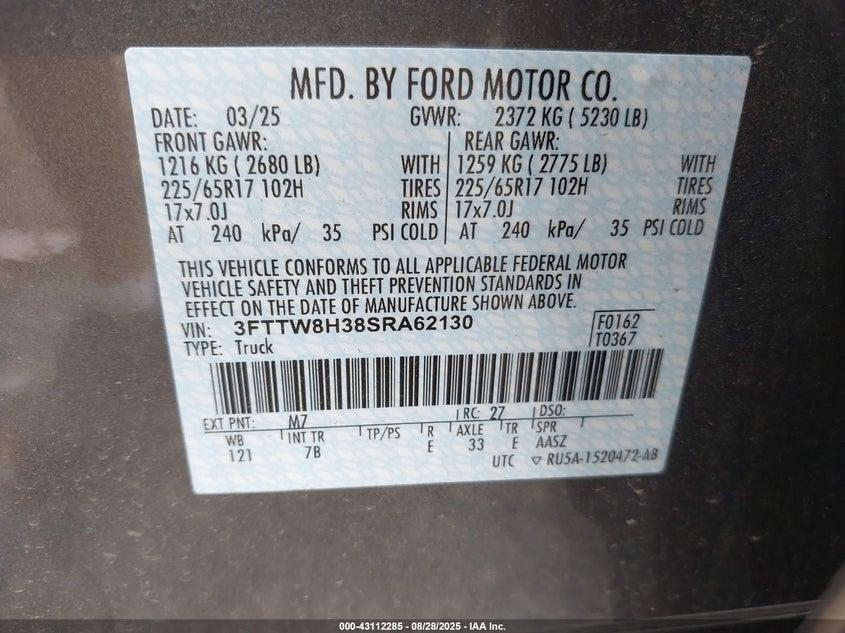 MFD. BY FORD MOTOR CO.
DATE: 03/25 GVWR: 2372 KG ( 5230 LB)
FRONT GAWR: REAR GAWR:
1216 KG ( 2680 LB) WITH 1259 KG ( 2775 LB) WITH
225/65R17 102H TIRES 225/65R17 102H TIRES
17x7.0J RIMS 17x7.0J RIMS
AT 240 kPa/ 35 PSI COLD AT 240 kPa/ 35 PSI COLD
THIS VEHICLE CONFORMS TO ALL APPLICABLE FEDERAL MOTOR
VEHICLE SAFETY AND THEFT PREVENTION STANDARDS IN
EFFECT ON THE DATE OF MANUFACTURE SHOWN ABOVE.
VIN: 3FTTW8H38SRA62130 F0162
TYPE: Truck T0367
EXT PNT: M7 RC: 27 DSO:
WB INT TR TP/PS R AXLE TR SPR
121 7B E 33 E AASZ
UTC ▽ RU5A-1520472-AB
000-43112285 | 08/28/2025 | IAA Inc.